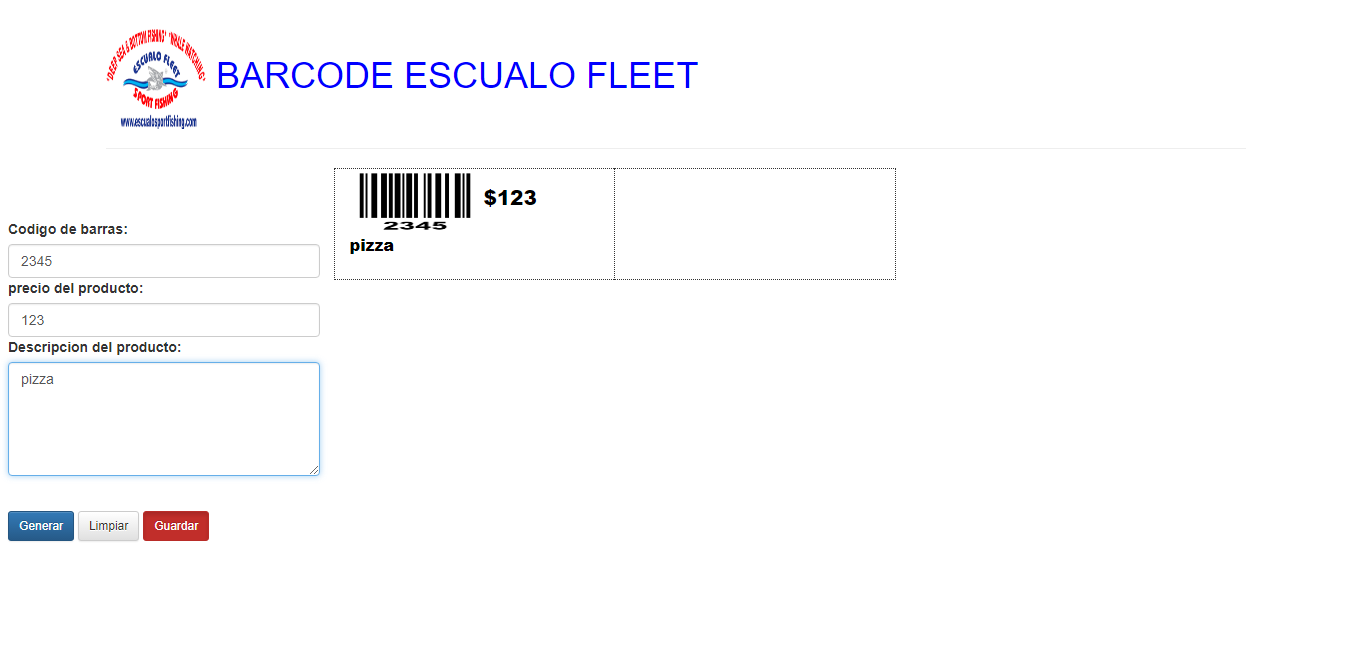 "DEEP SEA & BOTTOM FISHING" "WHALE WATCHING"
ESCUALO FLEET
SPORT FISHING
www.escualosportfishing.com
BARCODE ESCUALO FLEET
$123
2345
pizza
Codigo de barras:
2345
precio del producto:
123
Descripcion del producto:
pizza
Generar Limpiar Guardar